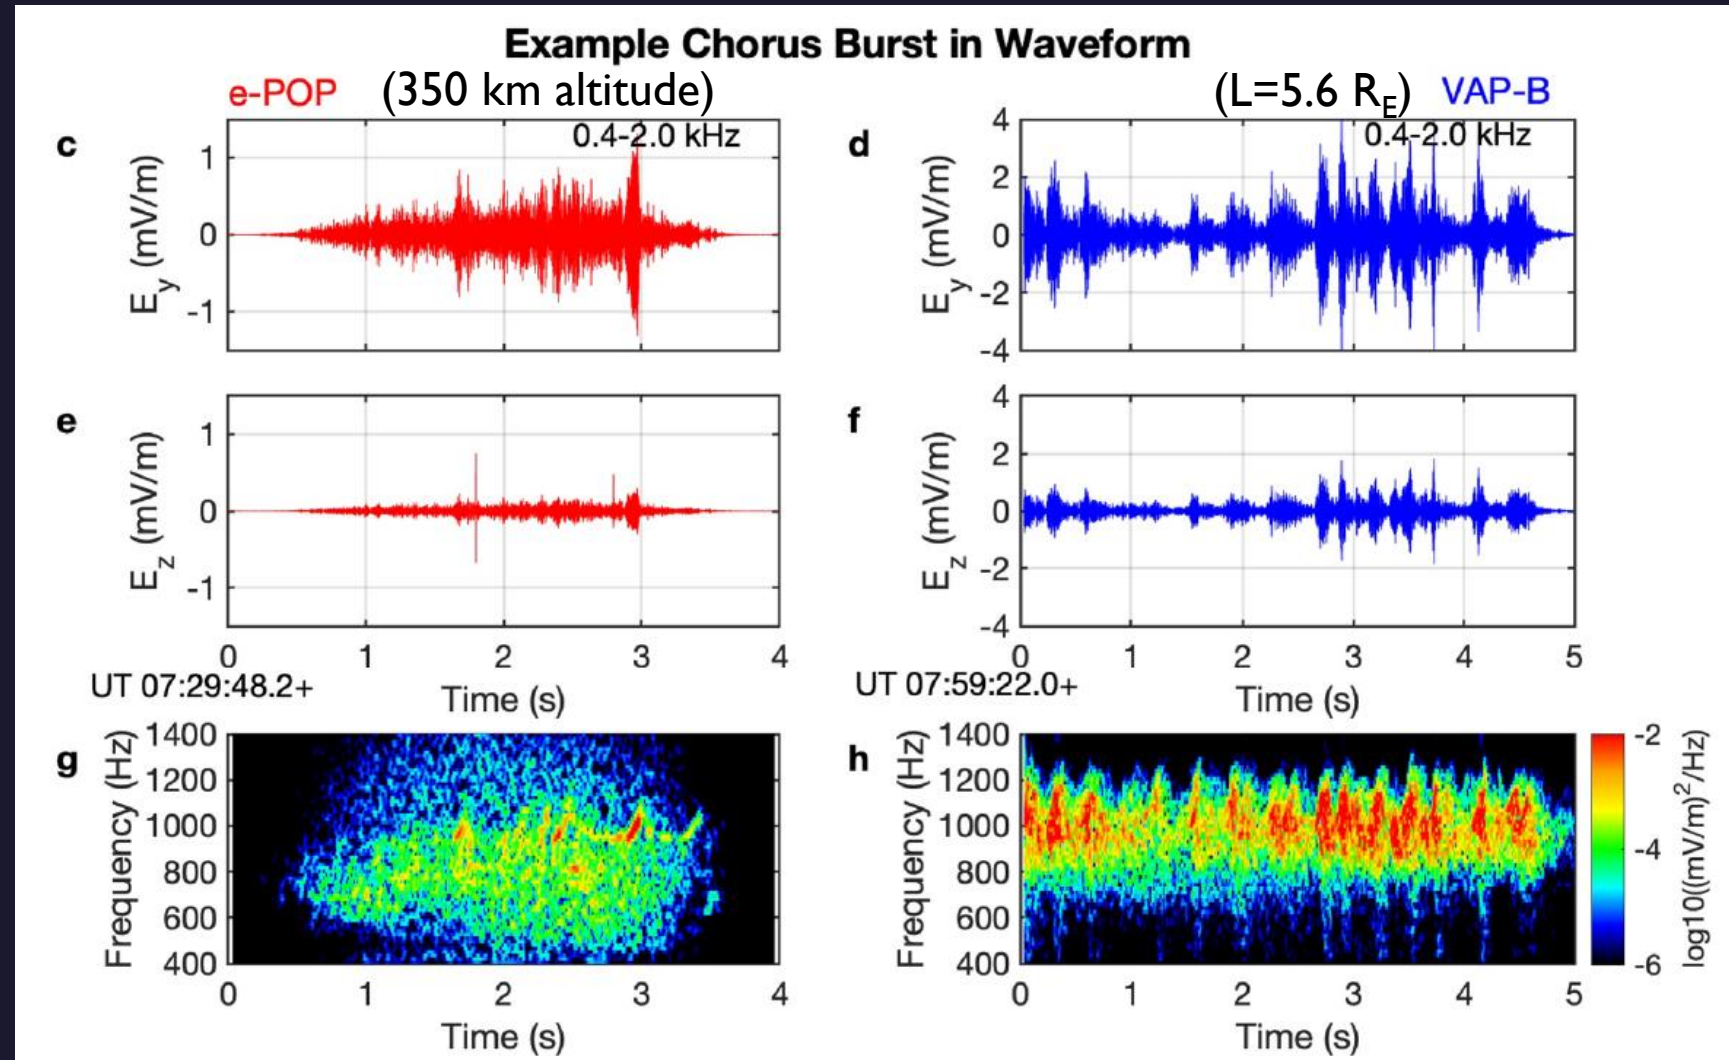 Example Chorus Burst in Waveform
e-POP (350 km altitude)
(L=5.6 R_E) VAP-B
c
0.4-2.0 kHz
E_y (mV/m)
1
0
-1
d
0.4-2.0 kHz
E_y (mV/m)
4
2
0
-2
-4
e
E_z (mV/m)
1
0
-1
0 1 2 3 4
UT 07:29:48.2+
Time (s)
f
E_z (mV/m)
4
2
0
-2
-4
0 1 2 3 4 5
UT 07:59:22.0+
Time (s)
g
Frequency (Hz)
1400
1200
1000
800
600
400
0 1 2 3 4
Time (s)
h
Frequency (Hz)
1400
1200
1000
800
600
400
0 1 2 3 4 5
Time (s)
-2
-4
-6
log10((mV/m)²/Hz)